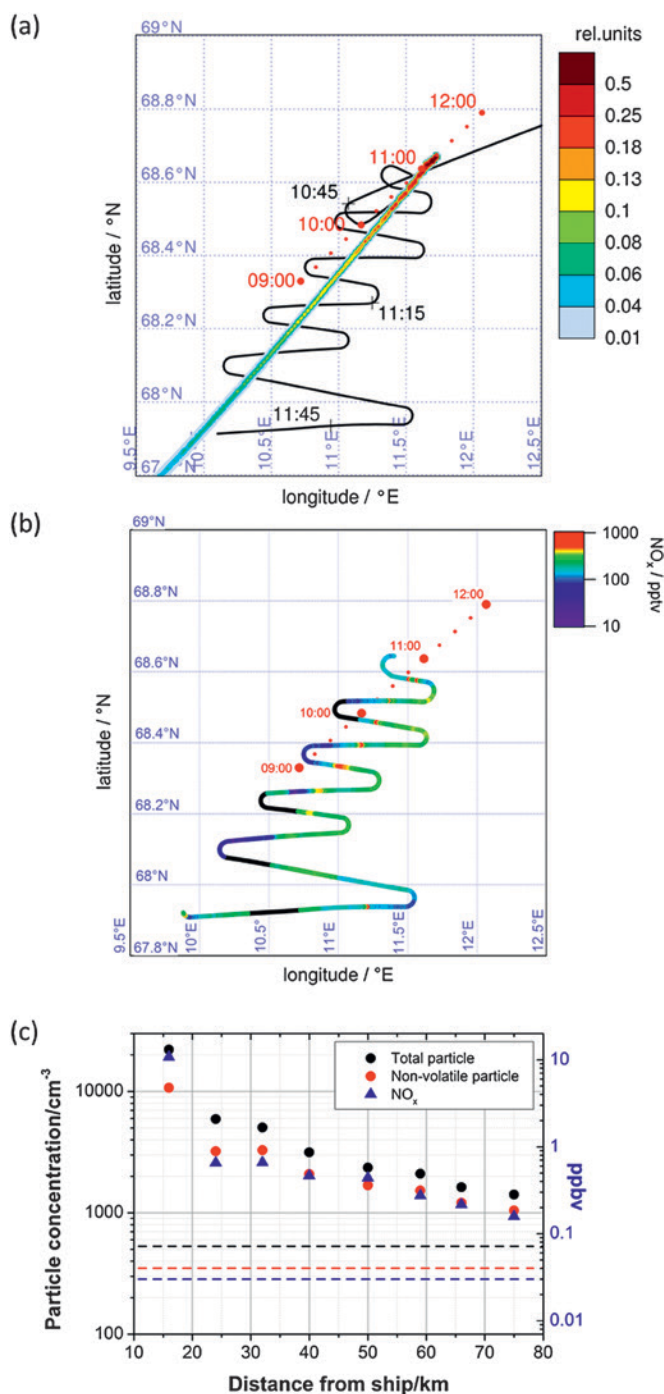 (a)
69°N
68.8°N
68.6°N
68.4°N
68.2°N
68°N
67.
9.5°E
10°
10.5°E
11°E
11.5°E
12°E
12.5°E
12:00
11:00
10:45
10:00
09:00
11:15
11:45
latitude / °N
longitude / °E
rel.units
0.5
0.25
0.18
0.13
0.1
0.08
0.06
0.04
0.01
(b)
69°N
68.8°N
68.6°N
68.4°N
68.2°N
68°N
67.8°N
9.5°E
10°E
10.5°E
11°E
11.5°E
12°E
12.5°E
12:00
11:00
10:00
09:00
latitude / °N
longitude / °E
1000
100
10
NOx / pptv
(c)
Total particle
Non-volatile particle
NOx
10000
1000
100
Particle concentration/cm-3
10
1
0.1
0.01
ppbv
10 20 30 40 50 60 70 80
Distance from ship/km